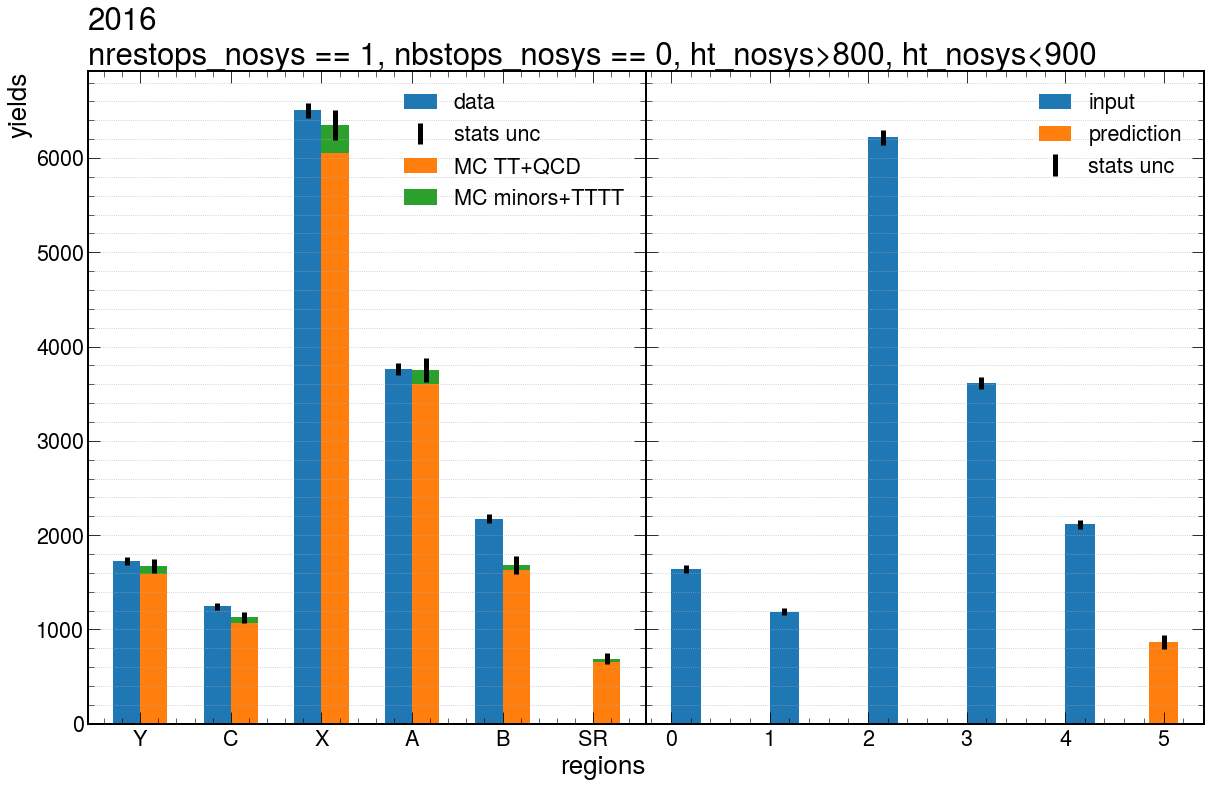 2016
nrestops_nosys == 1, nbstops_nosys == 0, ht_nosys>800, ht_nosys<900
yields
6000
5000
4000
3000
2000
1000
0
data
stats unc
MC TT+QCD
MC minors+TTTT
input
prediction
stats unc
Y C X A B SR
0 1 2 3 4 5
regions